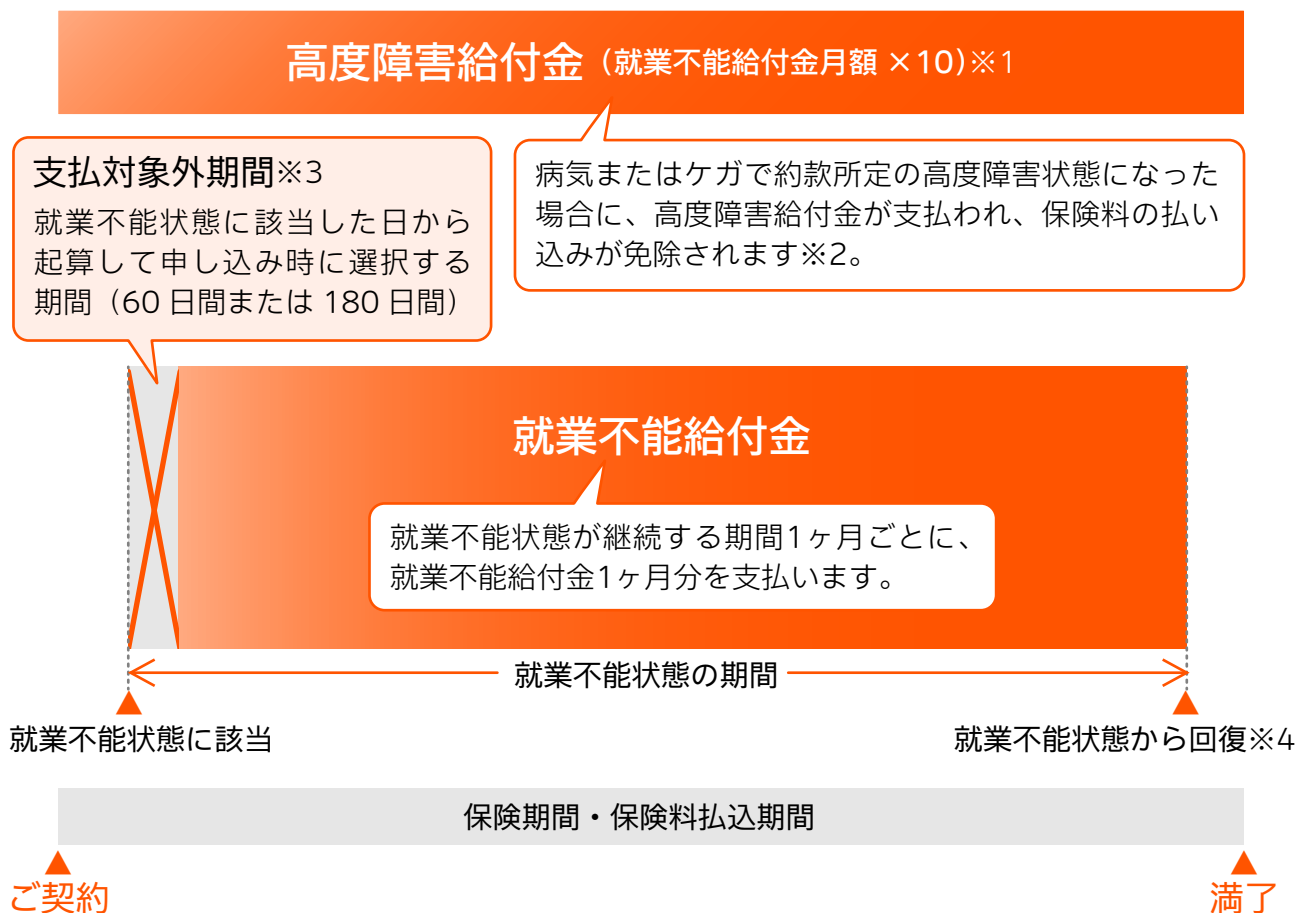 高度障害給付金（就業不能給付金月額 ×10）※1
支払対象外期間※3
就業不能状態に該当した日から
起算して申し込み時に選択する
期間（60 日間または 180 日間）
病気またはケガで約款所定の高度障害状態になった
場合に、高度障害給付金が支払われ、保険料の払い
込みが免除されます※2。
就業不能給付金
就業不能状態が継続する期間1ヶ月ごとに、
就業不能給付金1ヶ月分を支払います。
就業不能状態の期間
就業不能状態に該当
就業不能状態から回復※4
保険期間・保険料払込期間
ご契約
満了